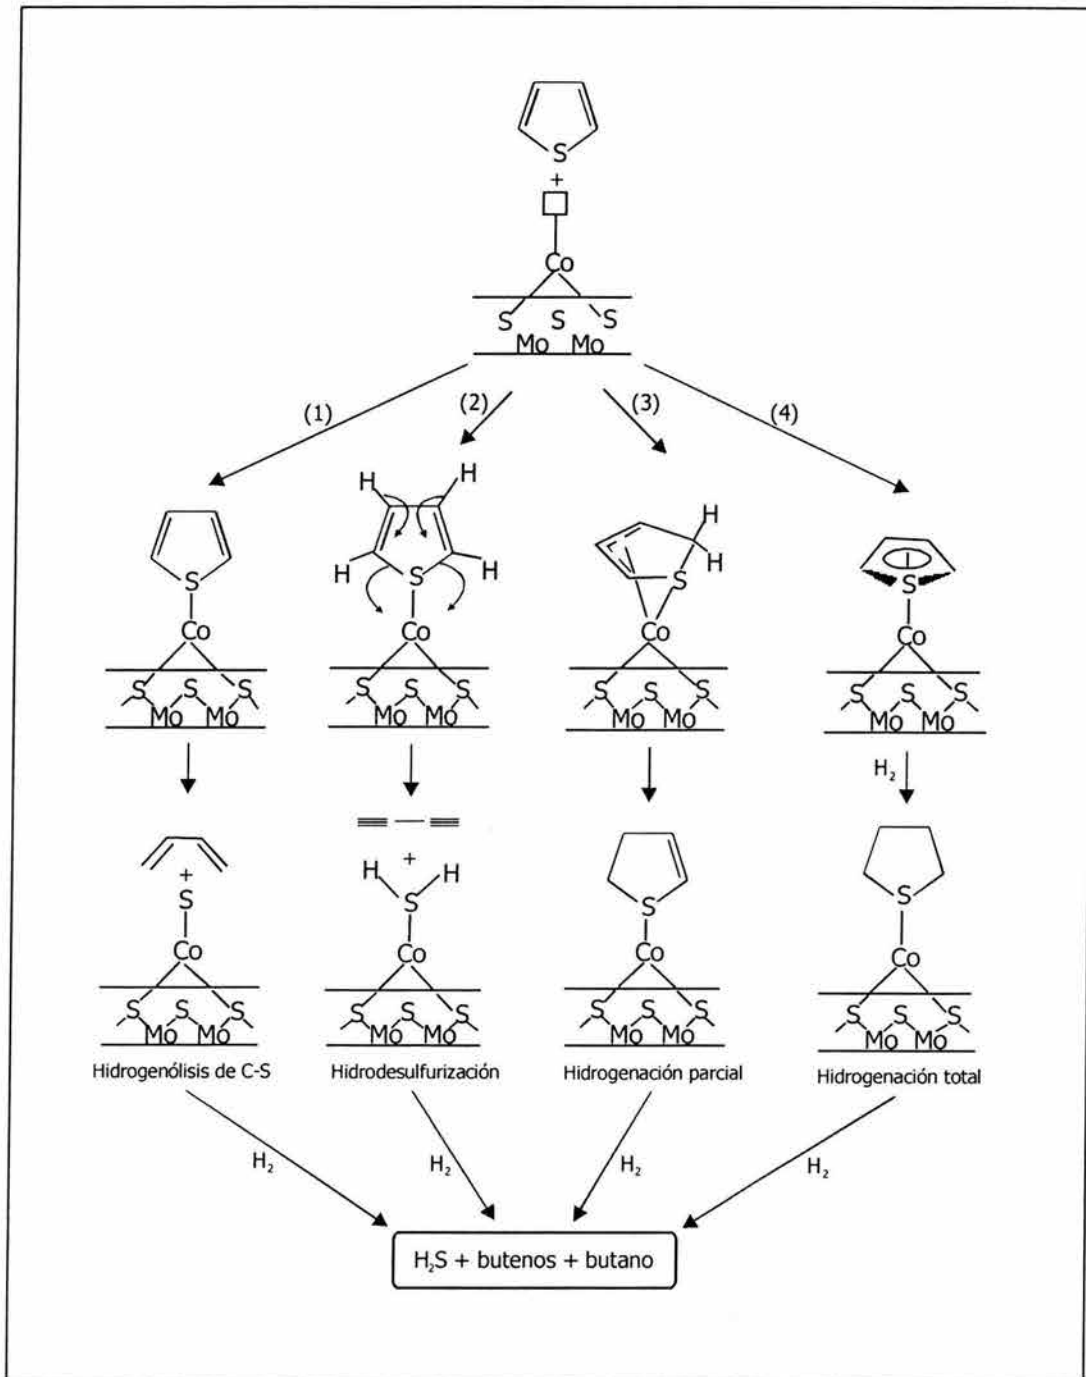 S
+
Co
S S S
Mo Mo
(1) (2) (3) (4)
H H
H H
H
H
S S S S
Co Co Co Co
S S S S S S S S S S S S
Mo Mo Mo Mo Mo Mo Mo Mo
H₂
+ +
S H H
S S S
Co Co Co Co
S S S S S S S S S S S S
Mo Mo Mo Mo Mo Mo Mo Mo
Hidrogenólisis de C-S Hidrodesulfurización Hidrogenación parcial Hidrogenación total
H₂ H₂ H₂ H₂
H₂S + butenos + butano